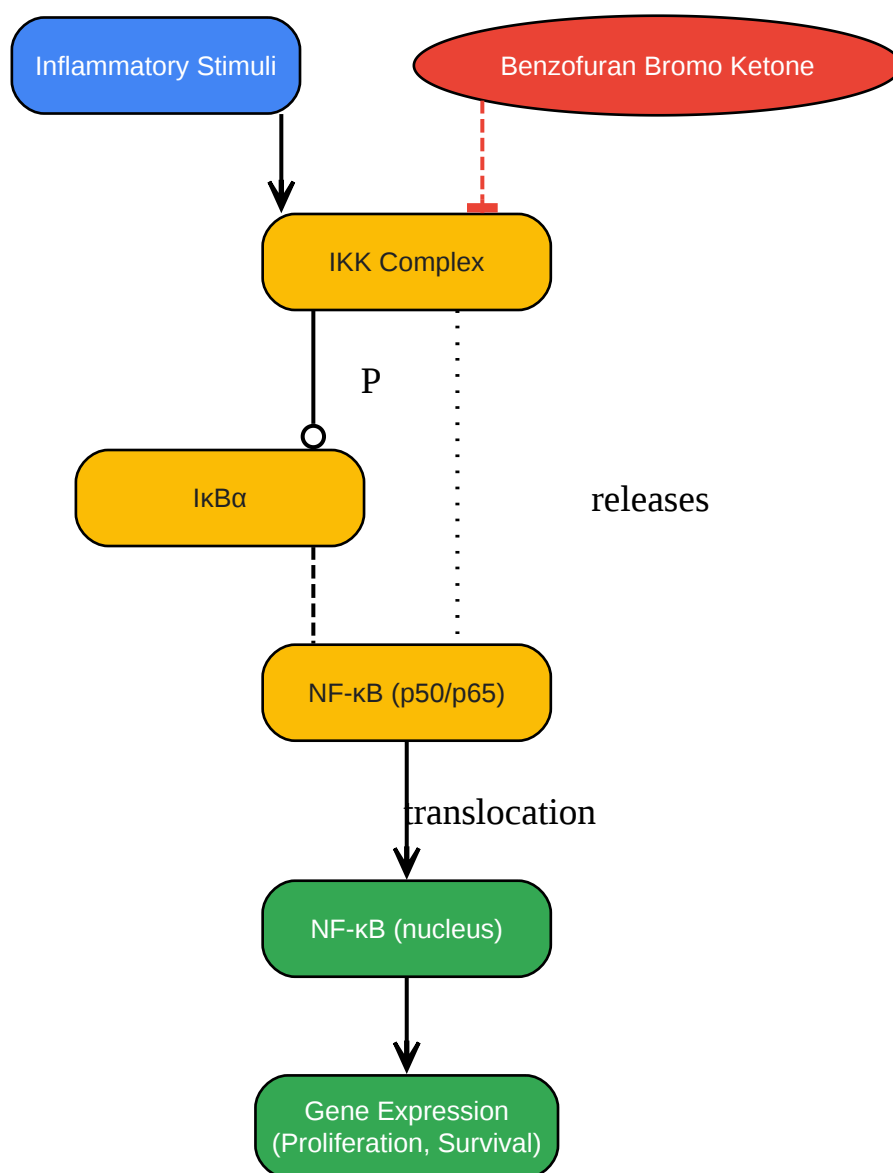 Inflammatory Stimuli
Benzofuran Bromo Ketone
IKK Complex
P
IκBα
releases
NF-κB (p50/p65)
translocation
NF-κB (nucleus)
Gene Expression
(Proliferation, Survival)